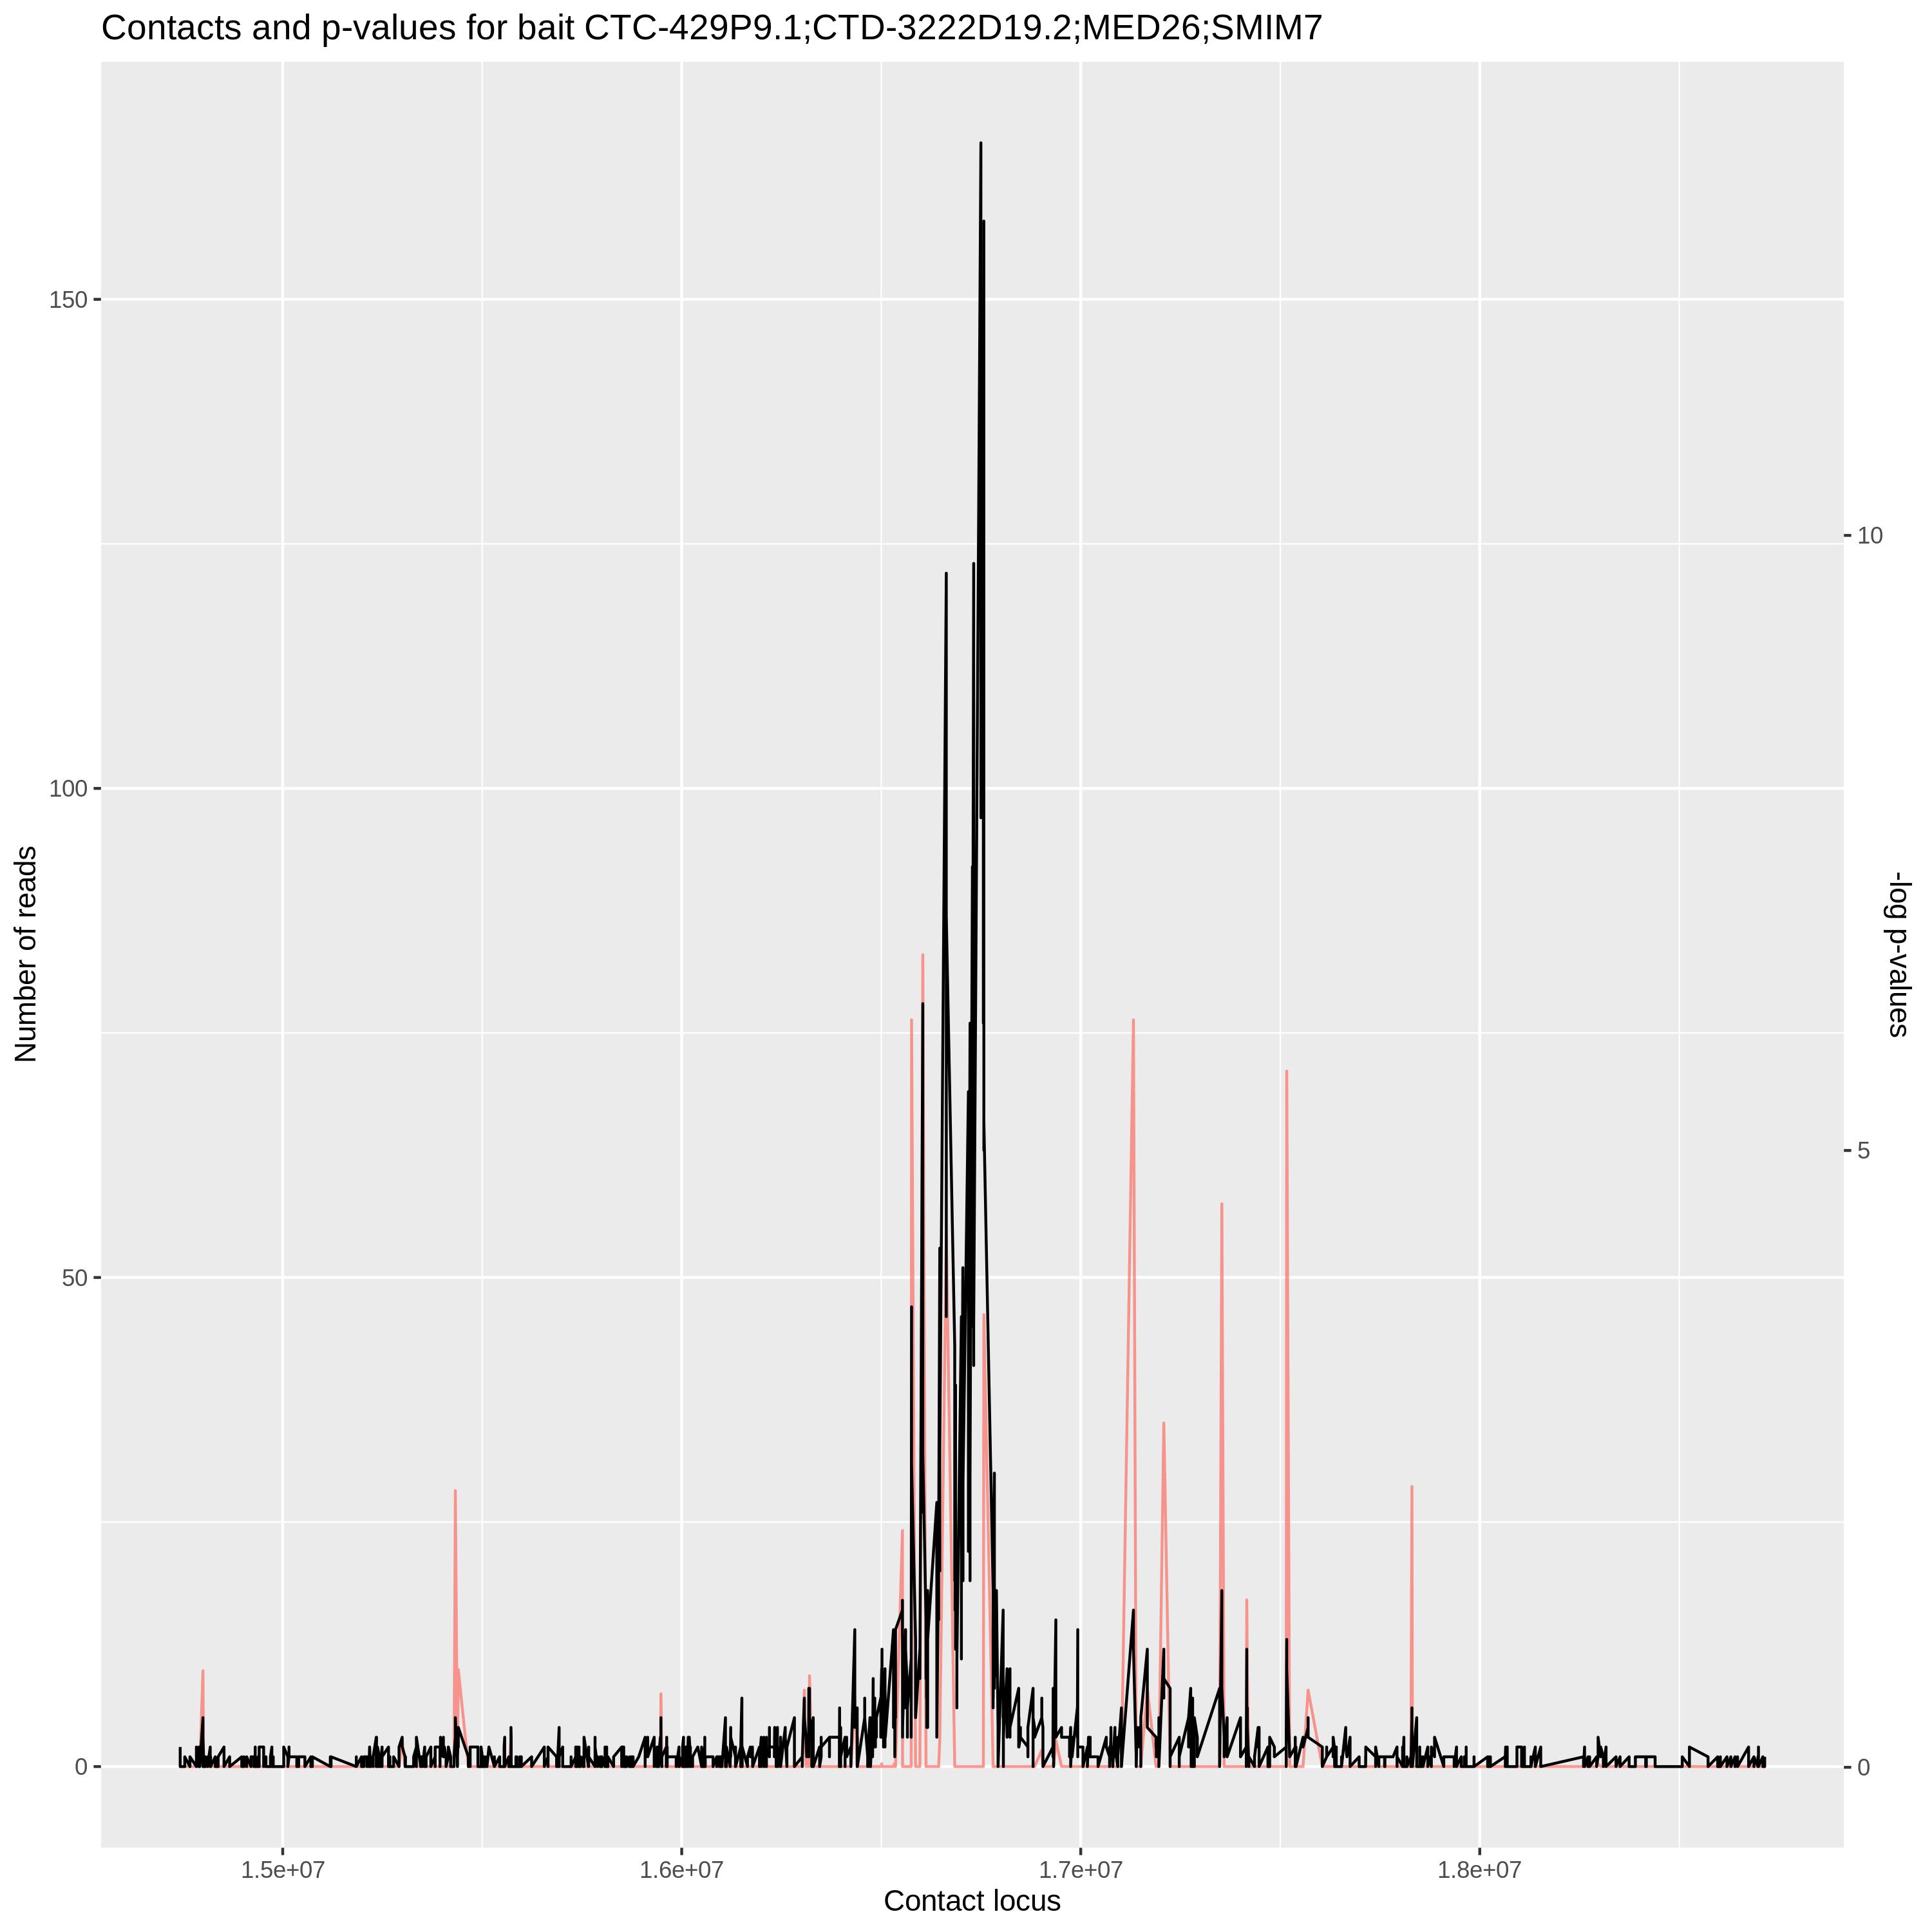 Contacts and p-values for bait CTC-429P9.1;CTD-3222D19.2;MED26;SMIM7
150
100
50
0
Number of reads
10
5
0
-log p-values
1.5e+07
1.6e+07
1.7e+07
1.8e+07
Contact locus